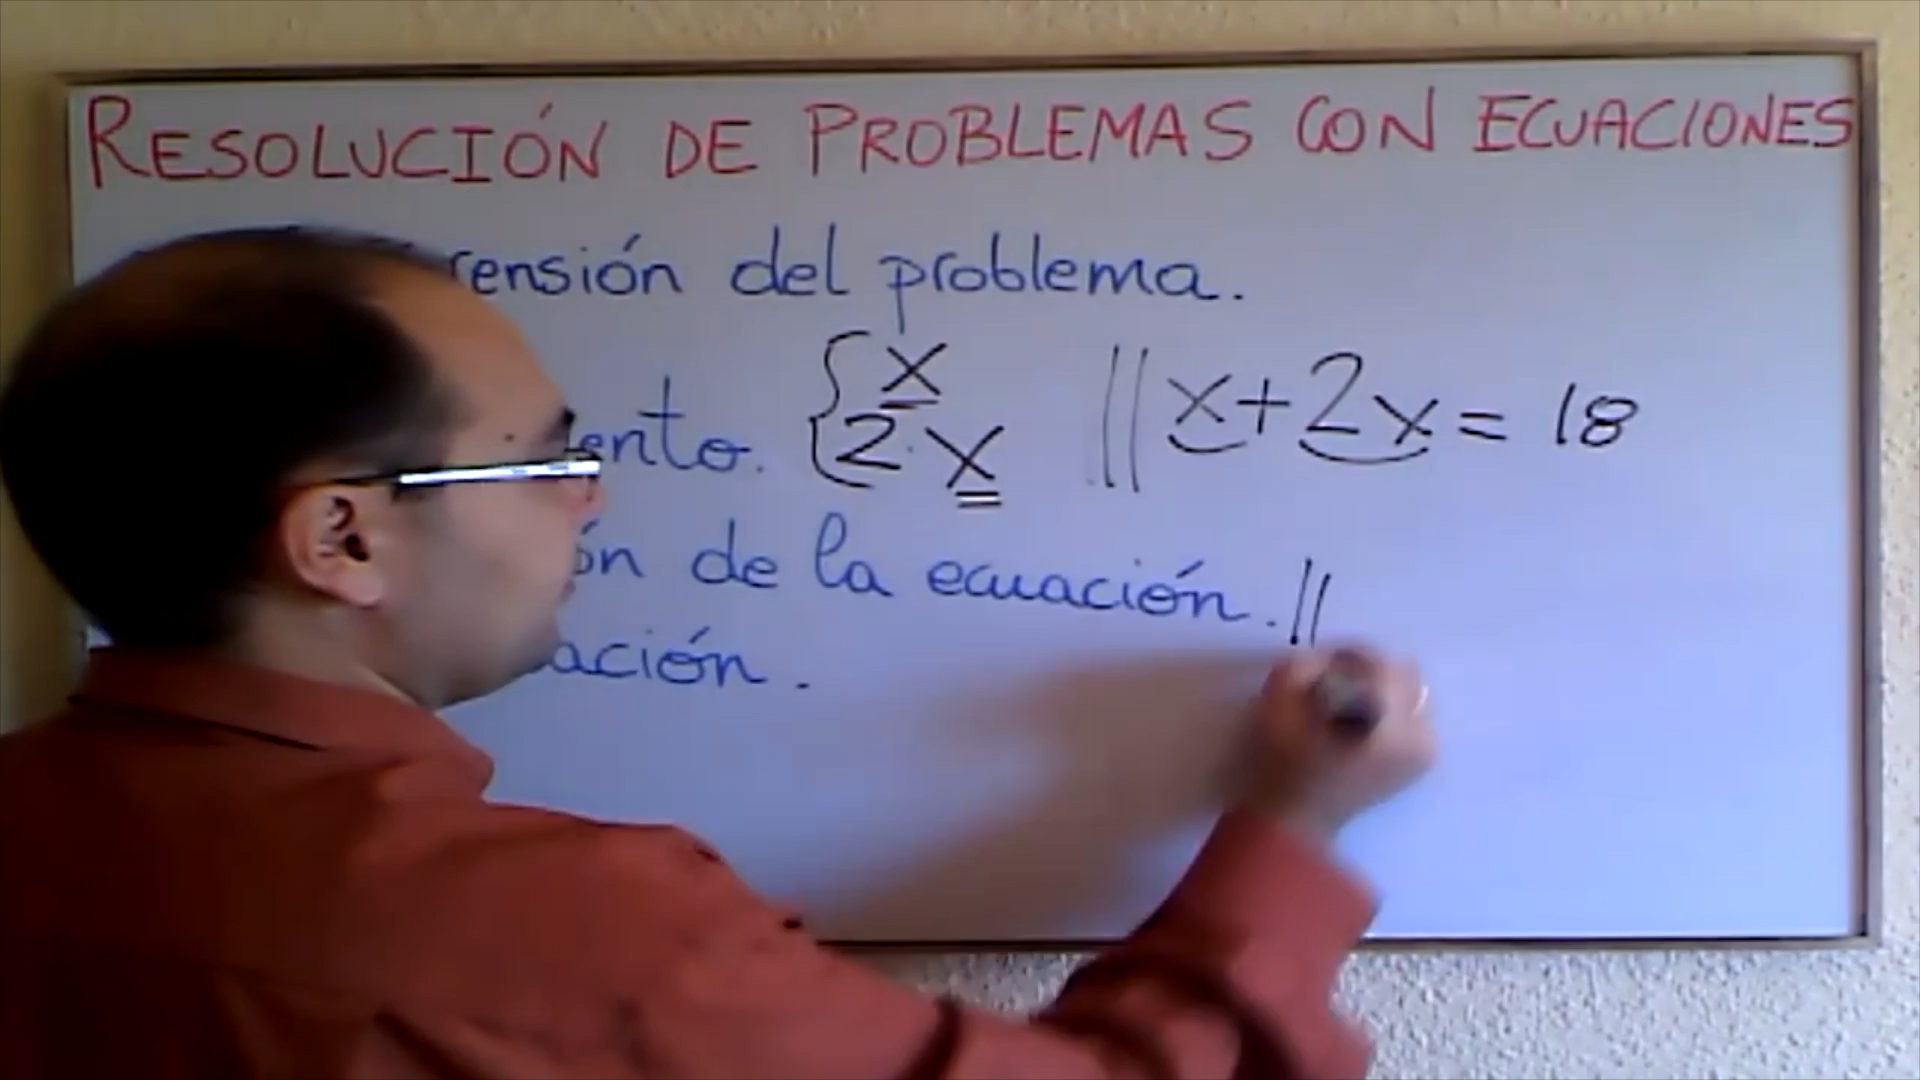 RESOLUCIÓN DE PROBLEMAS CON ECUACIONES
rensión del problema.
ento. { x
2·x || x+2x = 18
ón de la ecuación. ||
ación.